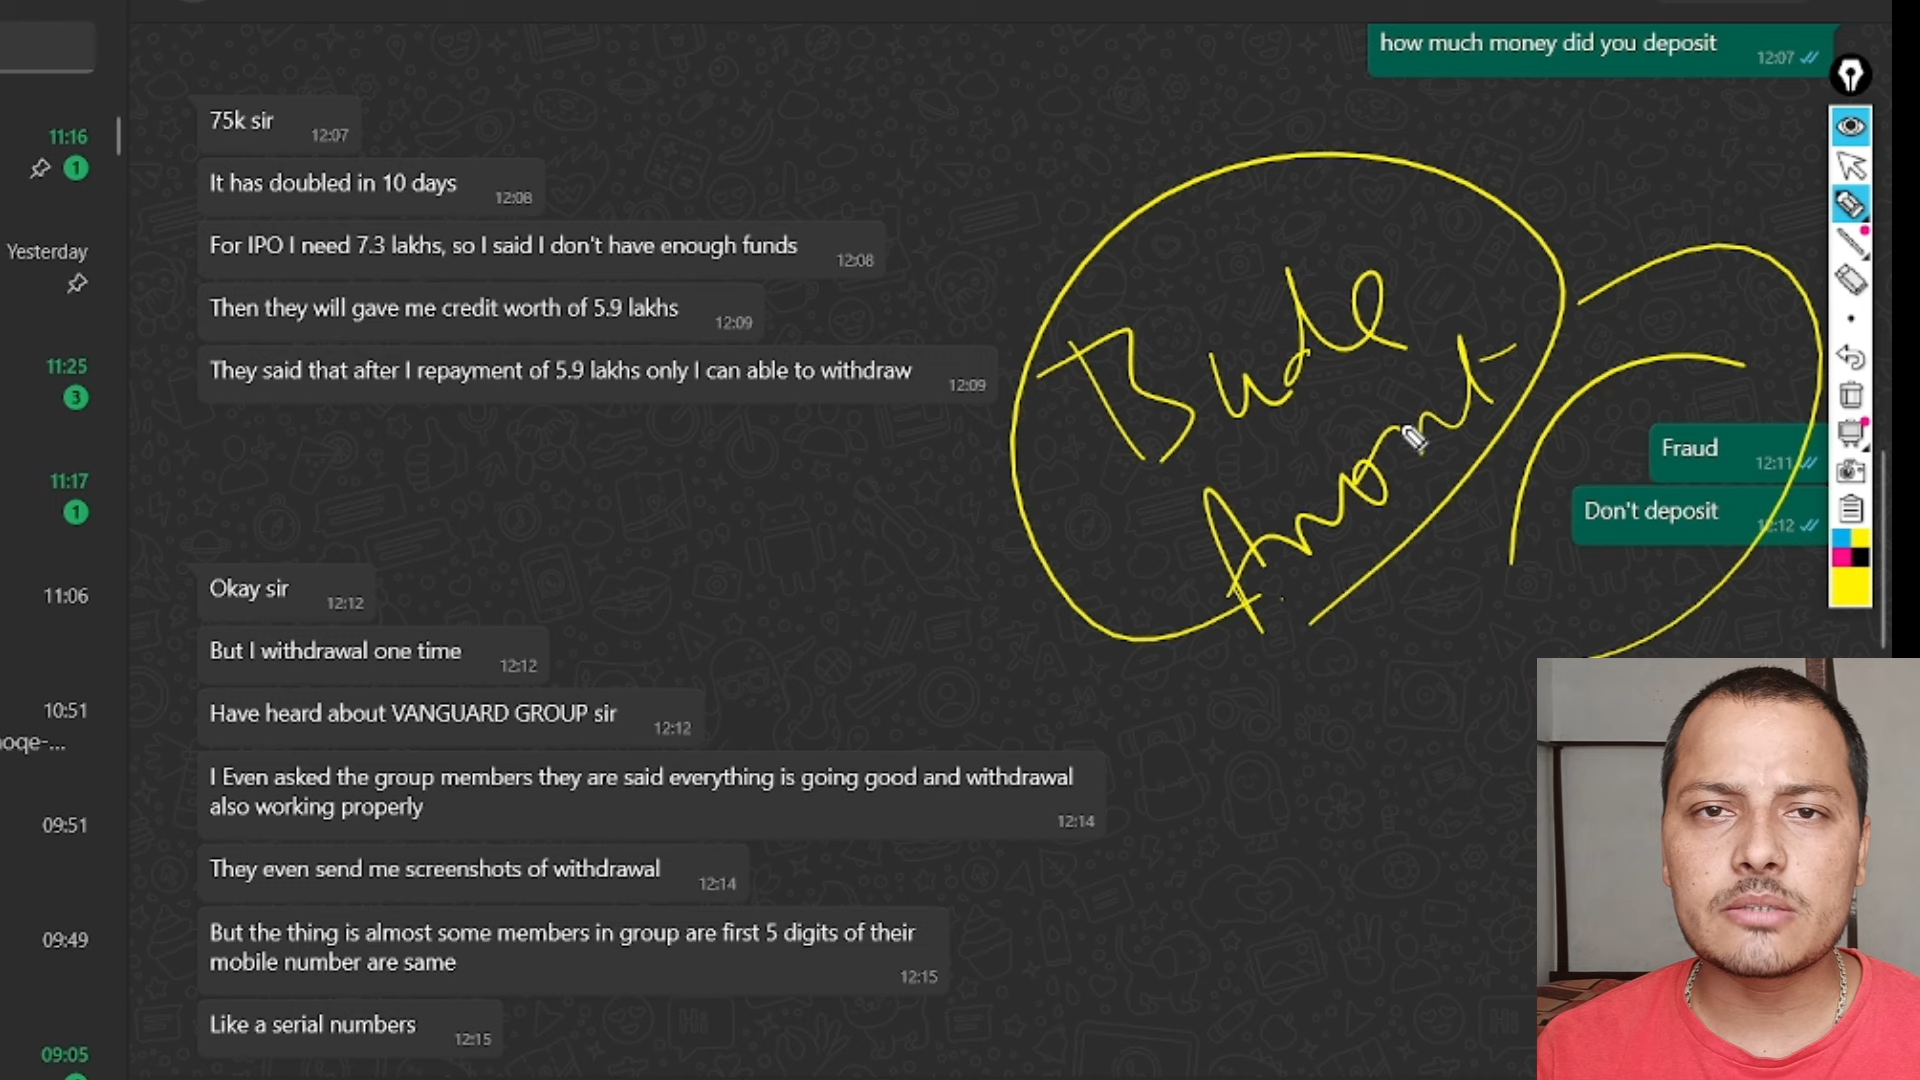 how much money did you deposit
12:07
75k sir
12:07
11:16
1
It has doubled in 10 days
12:08
For IPO I need 7.3 lakhs, so I said I don't have enough funds
12:08
Yesterday
Then they will gave me credit worth of 5.9 lakhs
12:09
They said that after I repayment of 5.9 lakhs only I can able to withdraw
12:09
11:25
3
Fraud
12:11
11:17
1
Don't deposit
12:12
Okay sir
12:12
11:06
But I withdrawal one time
12:12
Have heard about VANGUARD GROUP sir
12:12
10:51
oqe-...
I Even asked the group members they are said everything is going good and withdrawal
also working properly
12:14
09:51
They even send me screenshots of withdrawal
12:14
But the thing is almost some members in group are first 5 digits of their
mobile number are same
12:15
09:49
Like a serial numbers
12:15
09:05